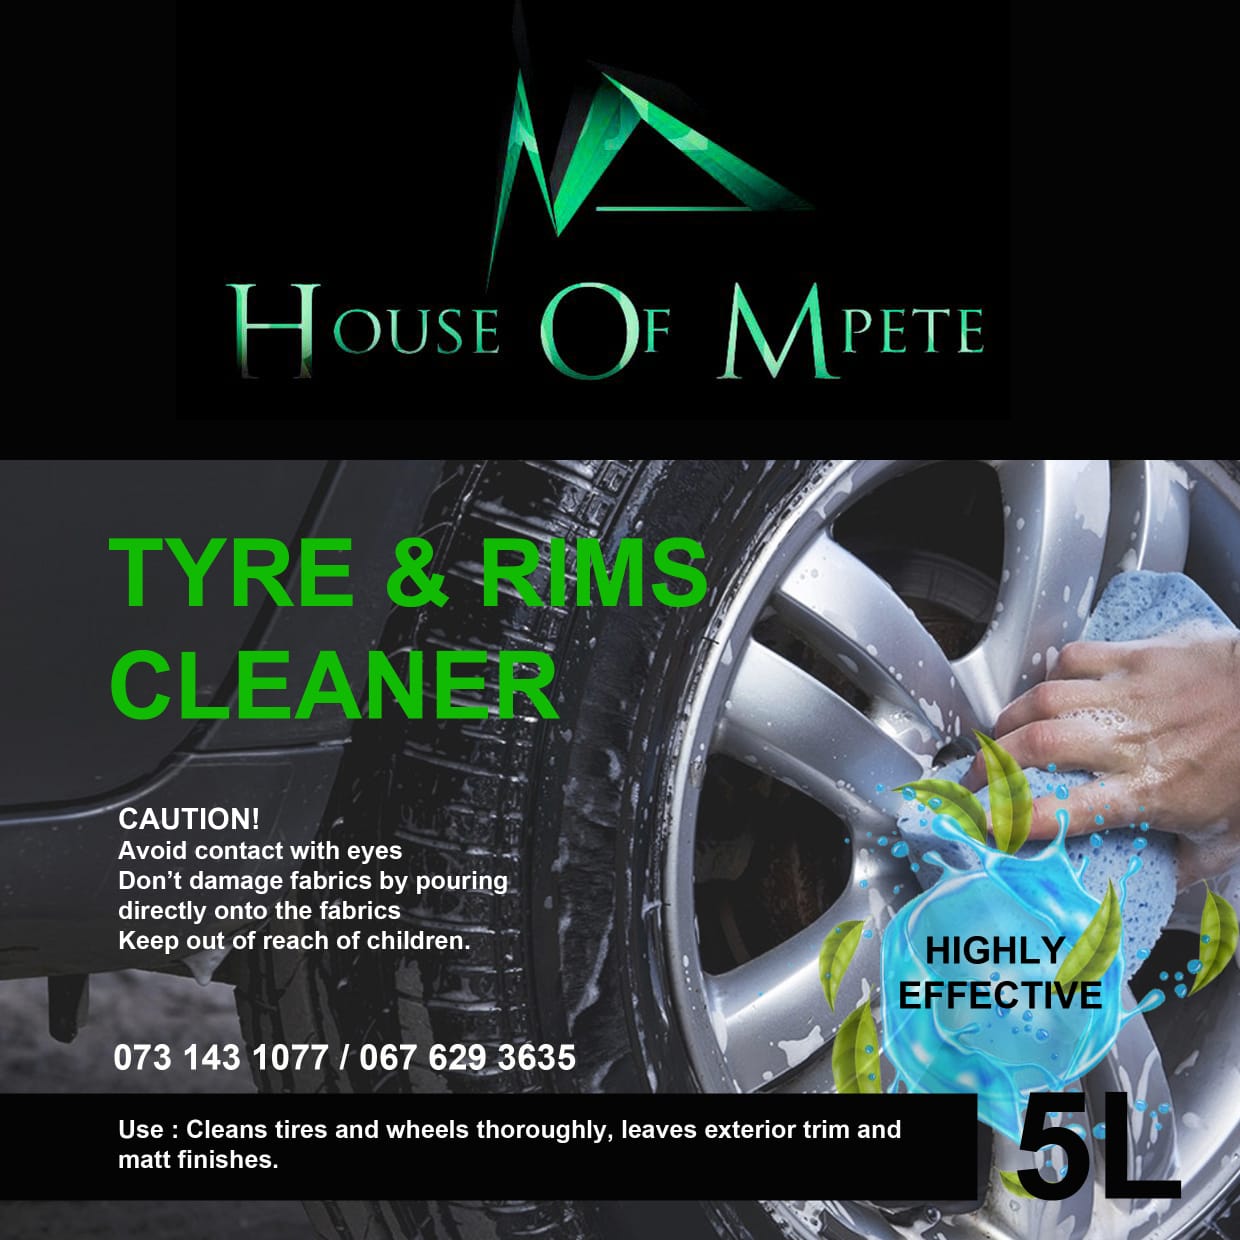 HOUSE OF MPETE
TYRE & RIMS
CLEANER
CAUTION!
Avoid contact with eyes
Don’t damage fabrics by pouring
directly onto the fabrics
Keep out of reach of children.
HIGHLY
EFFECTIVE
073 143 1077 / 067 629 3635
Use : Cleans tires and wheels thoroughly, leaves exterior trim and
matt finishes.
5L